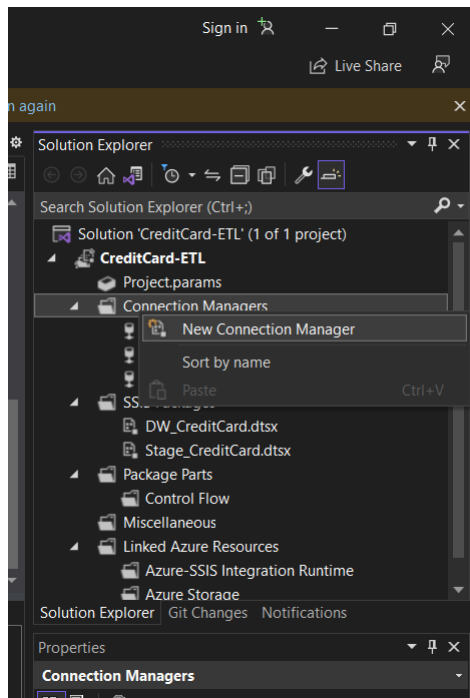 Sign in
Live Share
n again
Solution Explorer
Search Solution Explorer (Ctrl+;)
Solution 'CreditCard-ETL' (1 of 1 project)
CreditCard-ETL
Project.params
Connection Managers
New Connection Manager
Sort by name
Paste Ctrl+V
DW_CreditCard.dtsx
Stage_CreditCard.dtsx
Package Parts
Control Flow
Miscellaneous
Linked Azure Resources
Azure-SSIS Integration Runtime
Azure Storage
Solution Explorer Git Changes Notifications
Properties
Connection Managers